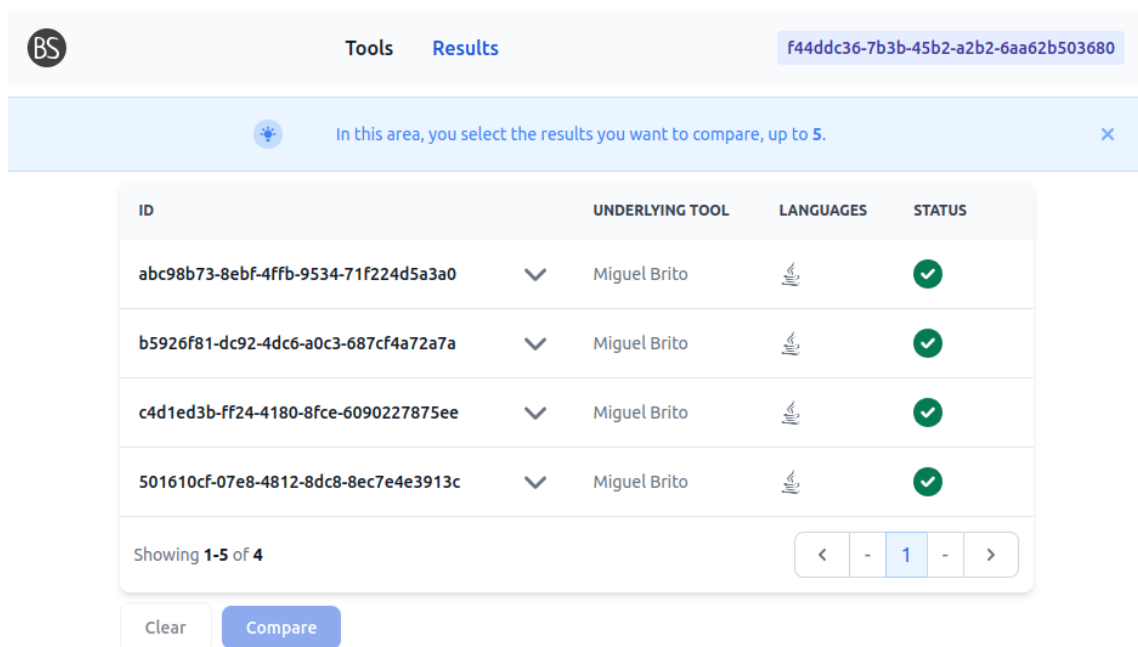 BS Tools Results f44ddc36-7b3b-45b2-a2b2-6aa62b503680
In this area, you select the results you want to compare, up to 5.
ID UNDERLYING TOOL LANGUAGES STATUS
abc98b73-8ebf-4ffb-9534-71f224d5a3a0 Miguel Brito
b5926f81-dc92-4dc6-a0c3-687cf4a72a7a Miguel Brito
c4d1ed3b-ff24-4180-8fce-6090227875ee Miguel Brito
501610cf-07e8-4812-8dc8-8ec7e4e3913c Miguel Brito
Showing 1-5 of 4 - 1 -
Clear Compare